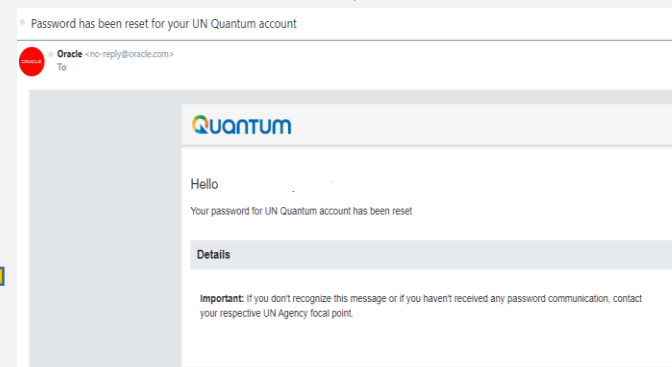 Password has been reset for your UN Quantum account
ORACLE
Oracle <no-reply@oracle.com>
To:
QUANTUM
Hello
Your password for UN Quantum account has been reset
Details
Important: If you don't recognize this message or if you haven't received any password communication, contact
your respective UN Agency focal point.